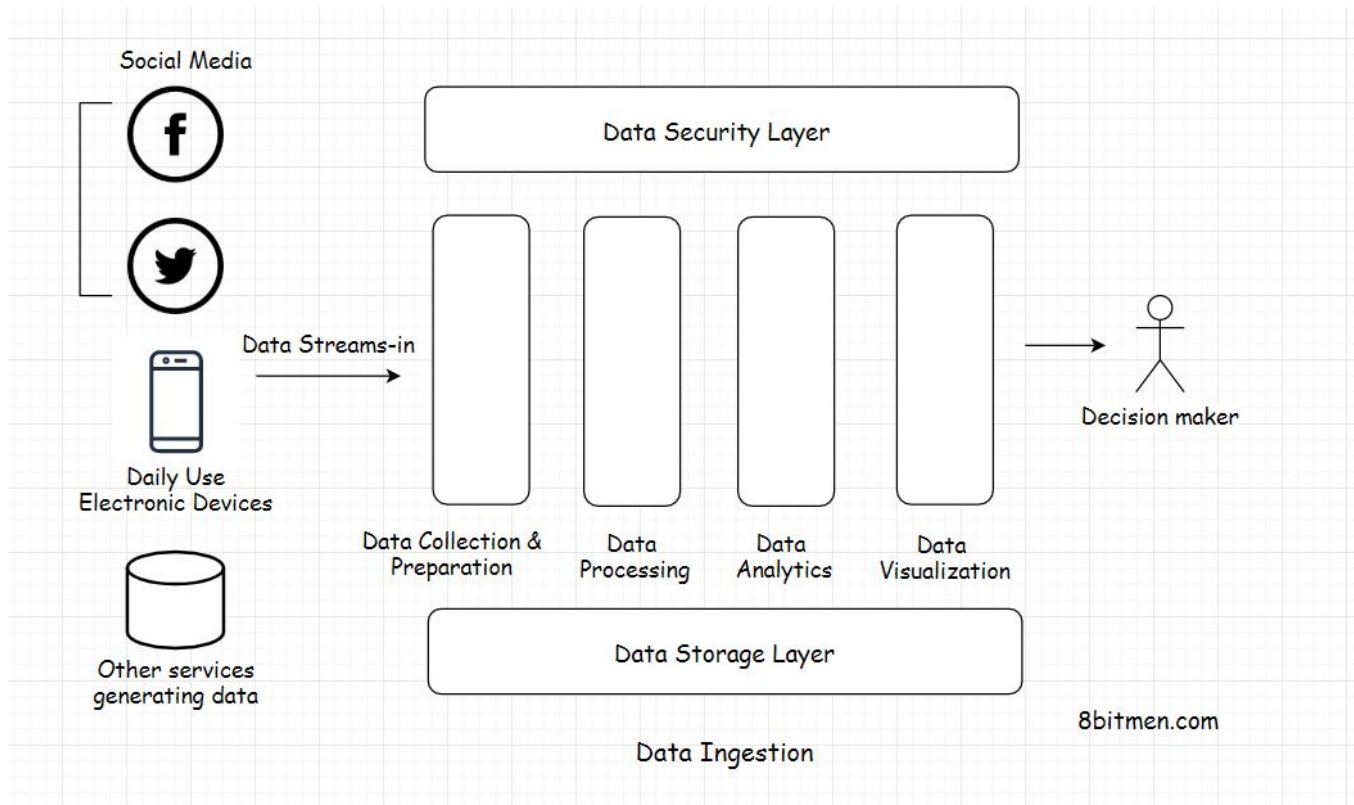 Social Media
Data Security Layer
Data Streams-in
Decision maker
Daily Use
Electronic Devices
Data Collection &
Preparation
Data
Processing
Data
Analytics
Data
Visualization
Other services
generating data
Data Storage Layer
8bitmen.com
Data Ingestion